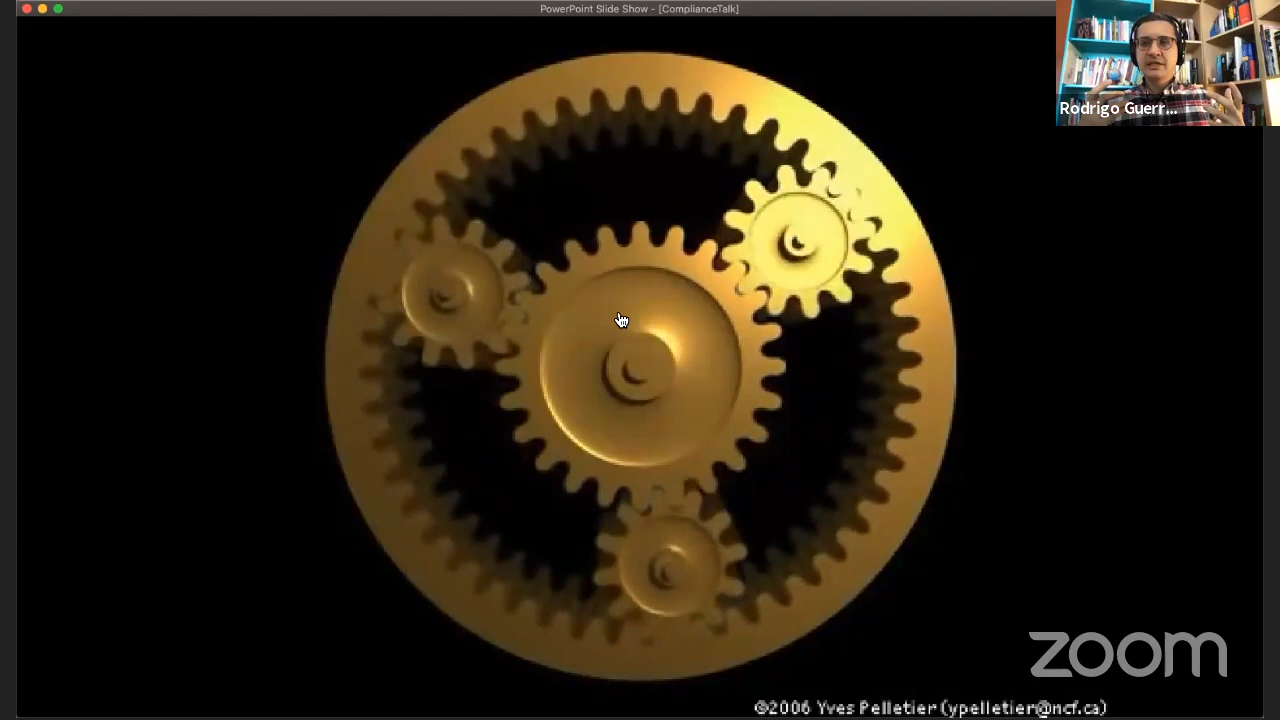 PowerPoint Slide Show - [ComplianceTalk]
Rodrigo Guerr...
zoom
©2006 Yves Pelletier (ypelletier@ncf.ca)